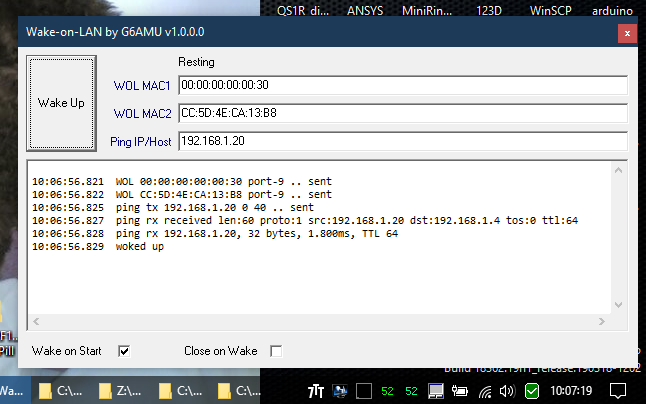 QS1R_di... ANSYS MiniRin... 123D WinSCP arduino
Wake-on-LAN by G6AMU v1.0.0.0
x
Resting
Wake Up
WOL MAC1 00:00:00:00:00:30
WOL MAC2 CC:5D:4E:CA:13:B8
Ping IP/Host 192.168.1.20
10:06:56.821 WOL 00:00:00:00:00:30 port-9 .. sent
10:06:56.822 WOL CC:5D:4E:CA:13:B8 port-9 .. sent
10:06:56.825 ping tx 192.168.1.20 0 40 .. sent
10:06:56.827 ping rx received len:60 proto:1 src:192.168.1.20 dst:192.168.1.4 tos:0 ttl:64
10:06:56.828 ping rx 192.168.1.20, 32 bytes, 1.800ms, TTL 64
10:06:56.829 woked up
F1...
Pill
Wake on Start Close on Wake
Build 18362.19h1_release.190318-1202
Wa... C:\... Z:\... C:\... C:\... 52 52 10:07:19